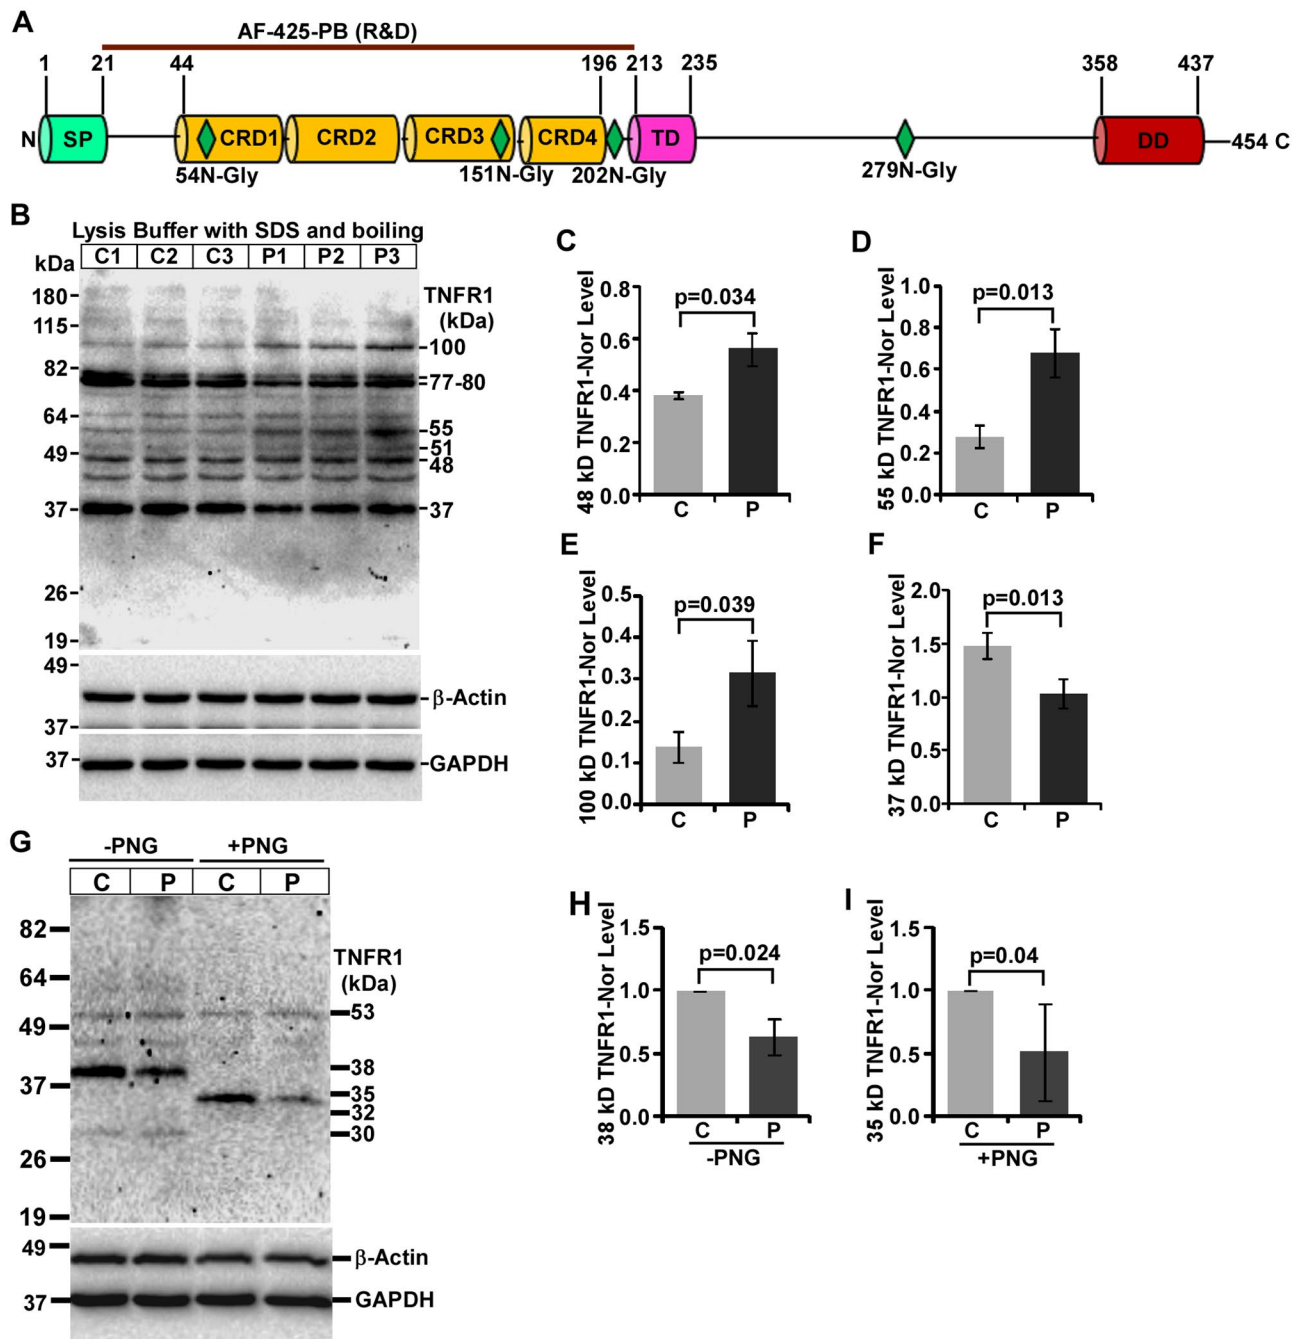 A
AF-425-PB (R&D)
1 21 44 196 213 235 358 437
N SP CRD1 CRD2 CRD3 CRD4 TD DD 454 C
54N-Gly 151N-Gly 202N-Gly 279N-Gly
B
Lysis Buffer with SDS and boiling
kDa C1 C2 C3 P1 P2 P3
TNFR1
(kDa)
180
115
82
64
49
37
26
19
100
77-80
55
51
48
37
49
37
β-Actin
37
GAPDH
C
48 kD TNFR1-Nor Level
p=0.034
0.8
0.6
0.4
0.2
0.0
C P
D
55 kD TNFR1-Nor Level
p=0.013
1.0
0.8
0.6
0.4
0.2
0.0
C P
E
100 kD TNFR1-Nor Level
p=0.039
0.5
0.4
0.3
0.2
0.1
0.0
C P
F
37 kD TNFR1-Nor Level
p=0.013
2.0
1.5
1.0
0.5
0.0
C P
G
-PNG +PNG
C P C P
TNFR1
(kDa)
82
64
49
37
26
19
53
38
35
32
30
49
37
β-Actin
GAPDH
H
38 kD TNFR1-Nor Level
p=0.024
1.5
1.0
0.5
0.0
C P
-PNG
I
35 kD TNFR1-Nor Level
p=0.04
1.5
1.0
0.5
0.0
C P
+PNG